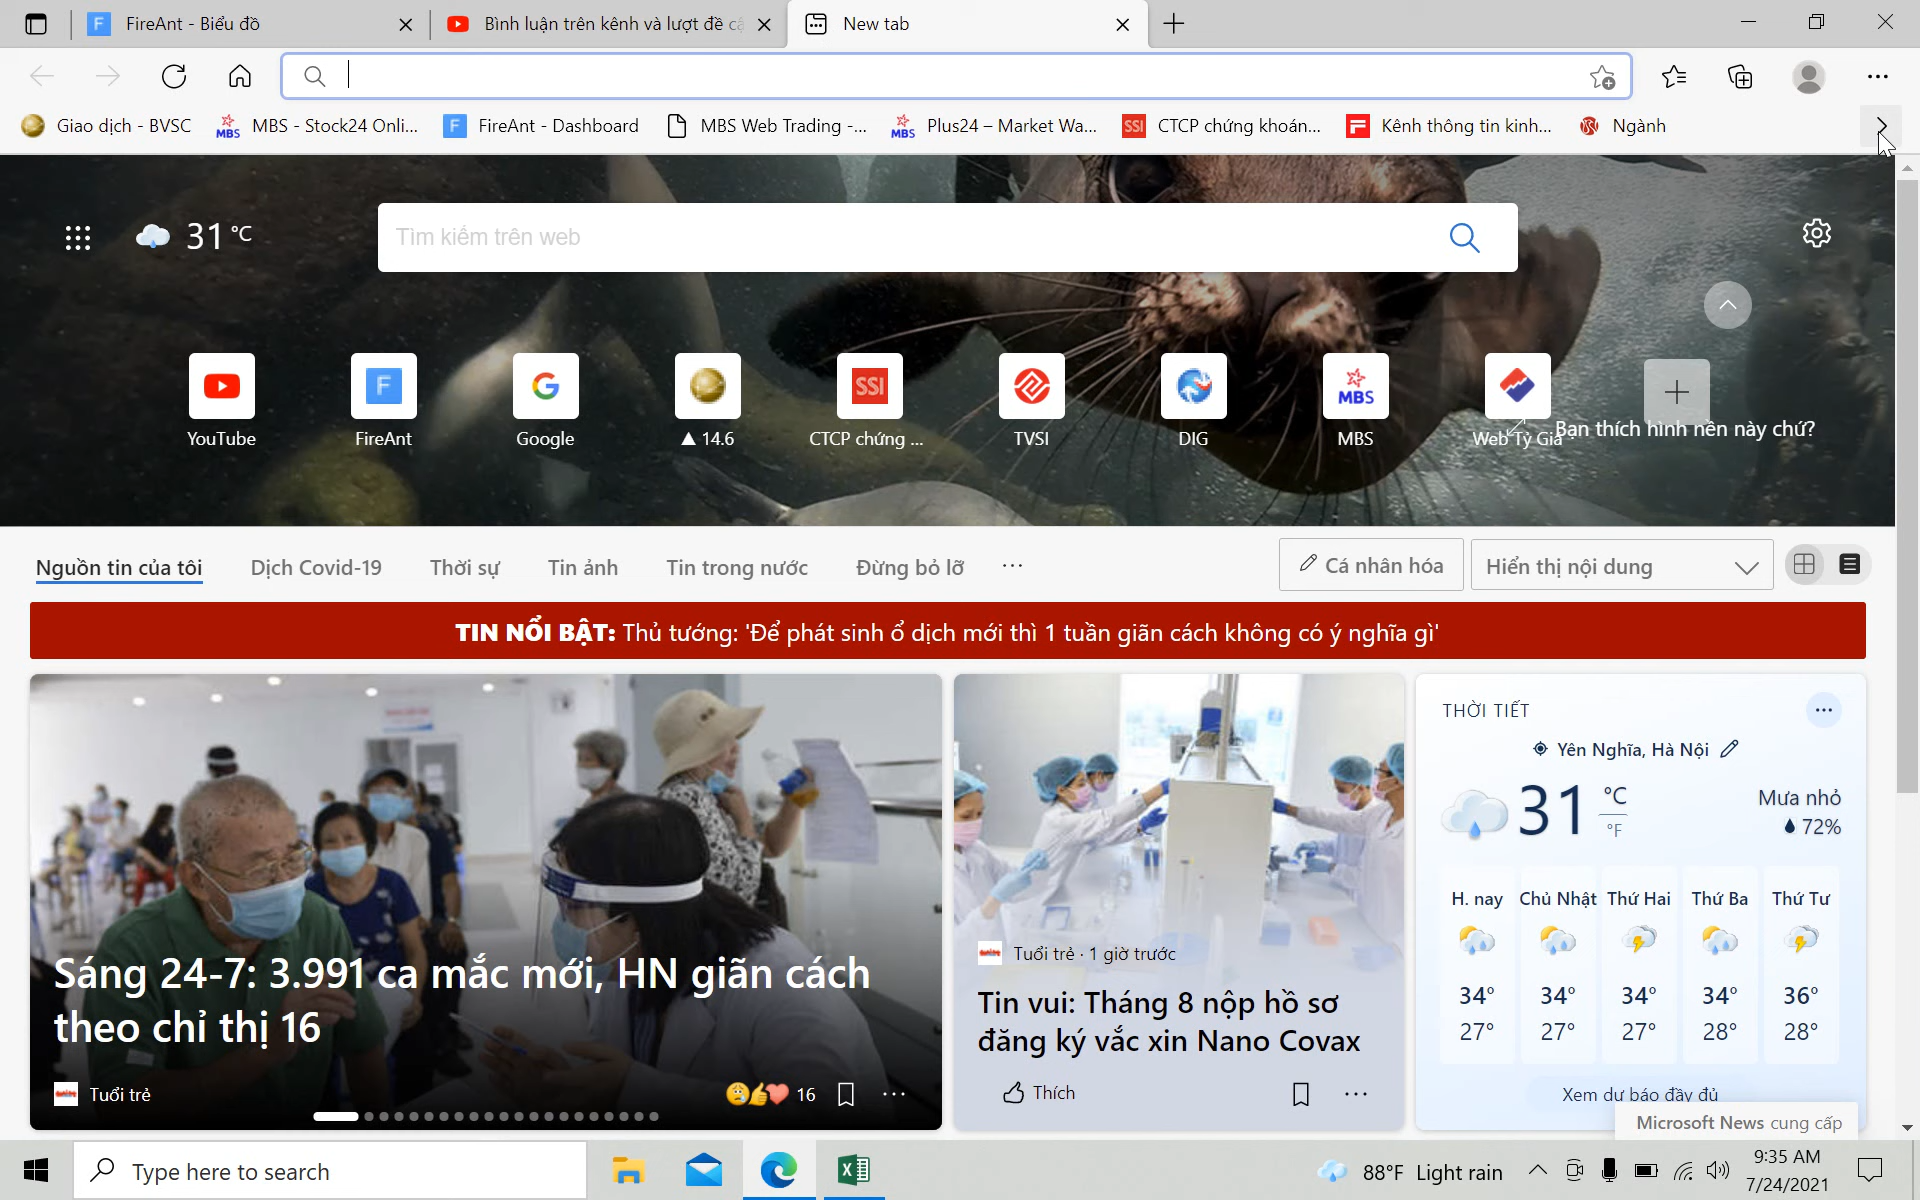 FireAnt - Biểu đồ
Bình luận trên kênh và lượt đề cá
New tab
Giao dịch - BVSC
MBS - Stock24 Onli...
FireAnt - Dashboard
MBS Web Trading -...
Plus24 – Market Wa...
CTCP chứng khoán...
Kênh thông tin kinh...
Ngành
31 °C
Tìm kiếm trên web
YouTube
FireAnt
Google
▲ 14.6
SSI
CTCP chứng ...
TVSI
DIG
MBS
MBS
Web Tỷ Giá
Bạn thích hình nền này chứ?
Nguồn tin của tôi
Dịch Covid-19
Thời sự
Tin ảnh
Tin trong nước
Đừng bỏ lỡ
...
Cá nhân hóa
Hiển thị nội dung
TIN NỔI BẬT: Thủ tướng: 'Để phát sinh ổ dịch mới thì 1 tuần giãn cách không có ý nghĩa gì'
Sáng 24-7: 3.991 ca mắc mới, HN giãn cách
theo chỉ thị 16
Tuổi trẻ
16
Tuổi trẻ · 1 giờ trước
Tin vui: Tháng 8 nộp hồ sơ
đăng ký vắc xin Nano Covax
Thích
THỜI TIẾT
Yên Nghĩa, Hà Nội
31 °C
°F
Mưa nhỏ
72%
H. nay Chủ Nhật Thứ Hai Thứ Ba Thứ Tư
34° 34° 34° 34° 36°
27° 27° 27° 28° 28°
Xem dự báo đầy đủ
Microsoft News cung cấp
Type here to search
88°F Light rain
9:35 AM
7/24/2021